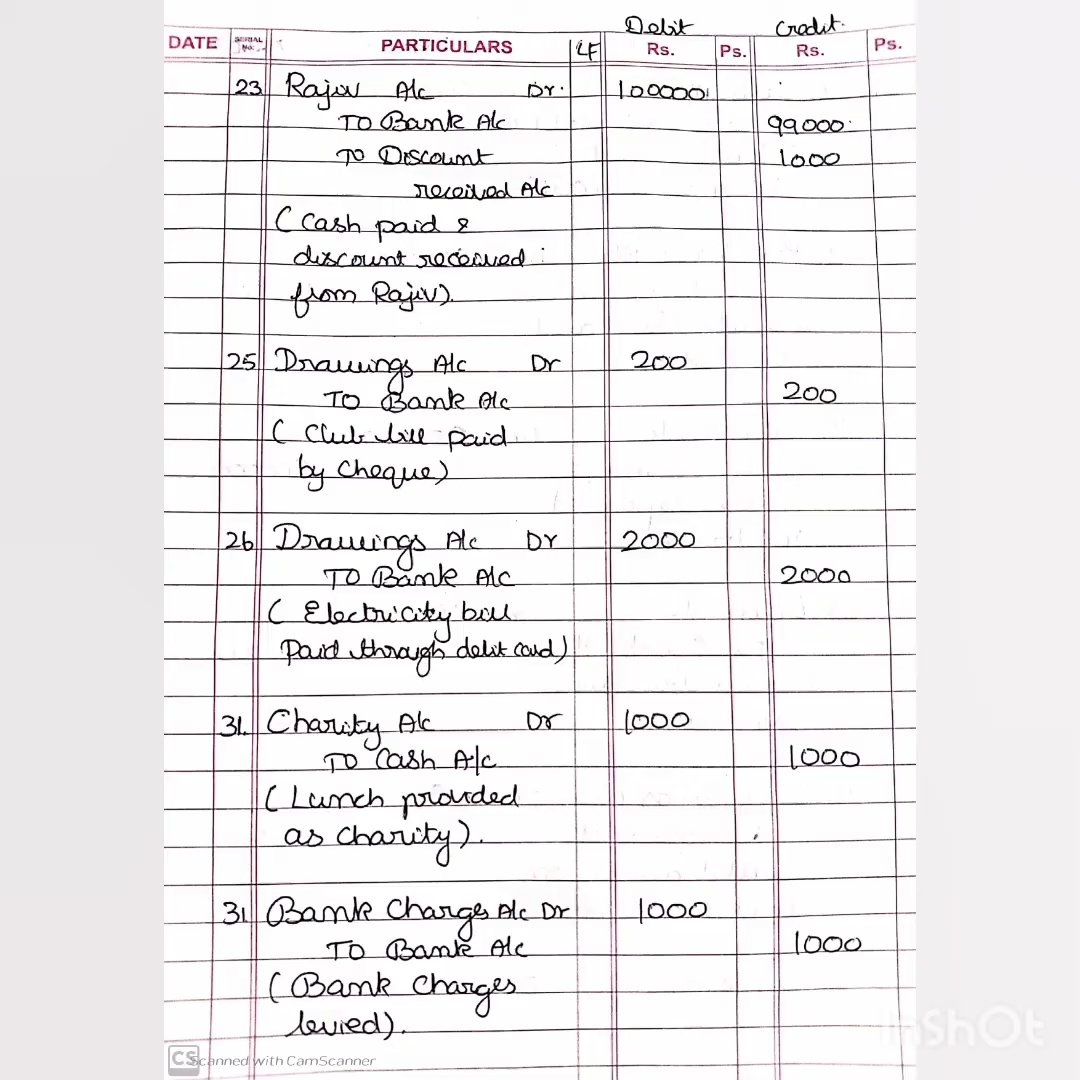 Debit Credit.
DATE SERIAL No. PARTICULARS LF Rs. Ps. Rs. Ps.
23 Rajiv A/c Dr. 100000
To Bank A/c 99000
To Discount 1000
received A/c
( Cash paid &
discount received
from Rajiv).
25 Drawings A/c Dr 200
To Bank A/c 200
( Club bill paid
by cheque)
26 Drawings A/c Dr 2000
To Bank A/c 2000
( Electricity bill
Paid through debit card)
31. Charity A/c Dr 1000
To Cash A/c 1000
( Lunch provided
as charity).
31 Bank Charges A/c Dr 1000
To Bank A/c 1000
( Bank Charges
levied).
InShOt
CS Scanned with CamScanner